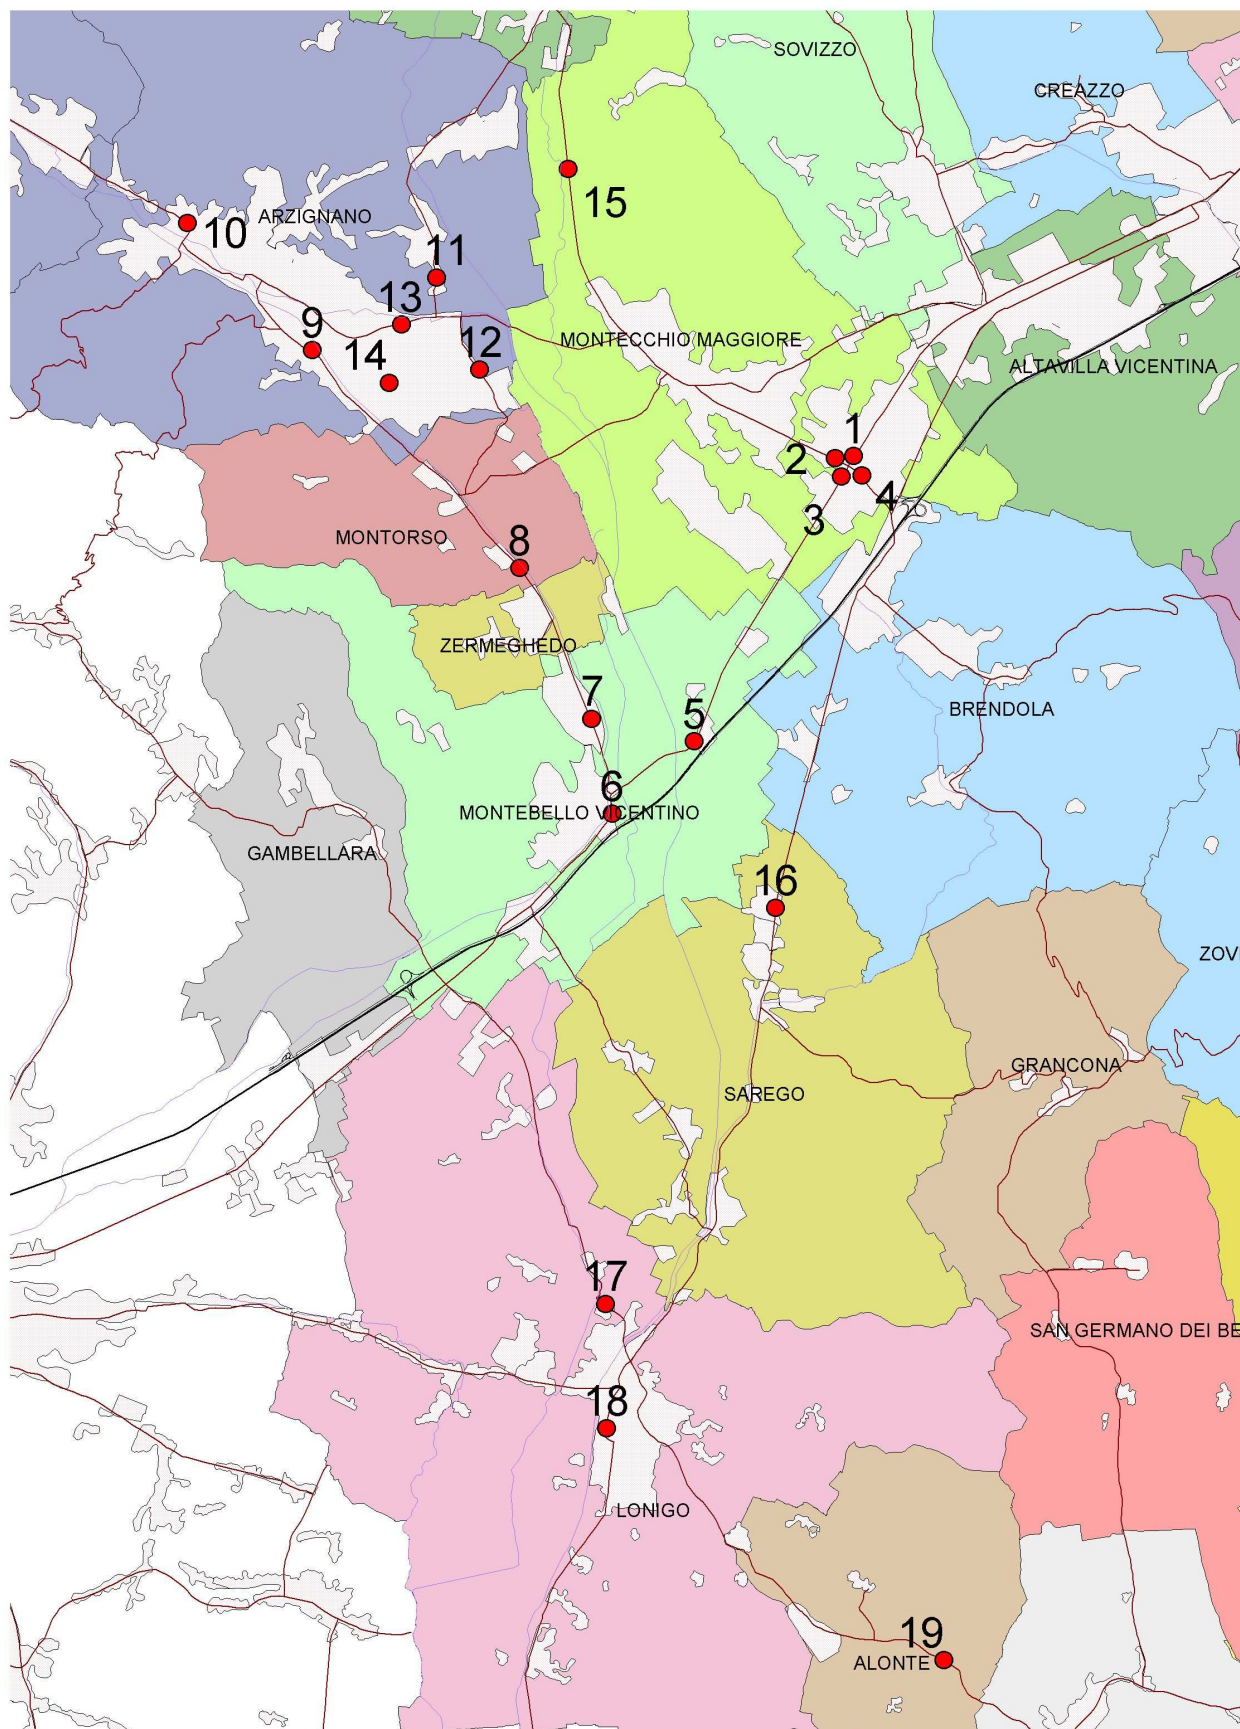 SOVIZZO
CREAZZO
15
ARZIGNANO
10
11
13
9
12
MONTECCHIO MAGGIORE
14
ALTAVILLA VICENTINA
1
2
4
3
MONTORSO
8
ZERMEGHEDO
7
5
BRENDOLA
6
MONTEBELLO VICENTINO
GAMBELLARA
16
ZOV
GRANCONA
SAREGO
17
SAN GERMANO DEI BE
18
LONIGO
19
ALONTE